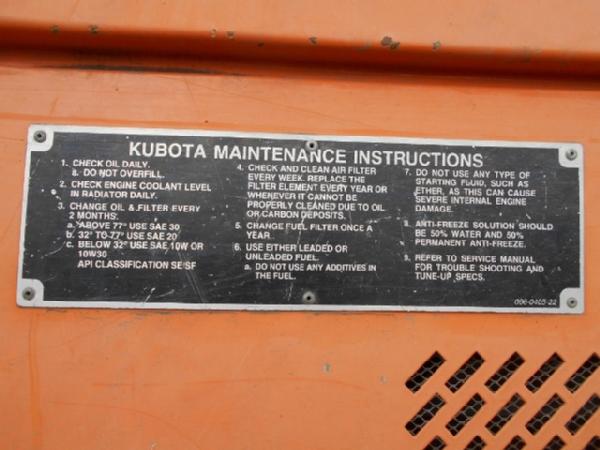 KUBOTA MAINTENANCE INSTRUCTIONS
1. CHECK OIL DAILY.
a. DO NOT OVERFILL.
2. CHECK ENGINE COOLANT LEVEL
IN RADIATOR DAILY.
3. CHANGE OIL & FILTER EVERY
2 MONTHS.
a. ABOVE 77° USE SAE 30
b. 32° TO 77° USE SAE 20
c. BELOW 32° USE SAE 10W OR
10W30
API CLASSIFICATION SE/SF
4. CHECK AND CLEAN AIR FILTER
EVERY WEEK. REPLACE THE
FILTER ELEMENT EVERY YEAR OR
WHENEVER IT CANNOT BE
PROPERLY CLEANED DUE TO OIL
OR CARBON DEPOSITS.
5. CHANGE FUEL FILTER ONCE A
YEAR.
6. USE EITHER LEADED OR
UNLEADED FUEL.
a. DO NOT USE ANY ADDITIVES IN
THE FUEL.
7. DO NOT USE ANY TYPE OF
STARTING FLUID, SUCH AS
ETHER, AS THIS CAN CAUSE
SEVERE INTERNAL ENGINE
DAMAGE.
8. ANTI-FREEZE SOLUTION SHOULD
BE 50% WATER AND 50%
PERMANENT ANTI-FREEZE.
9. REFER TO SERVICE MANUAL
FOR TROUBLE SHOOTING AND
TUNE-UP SPECS.